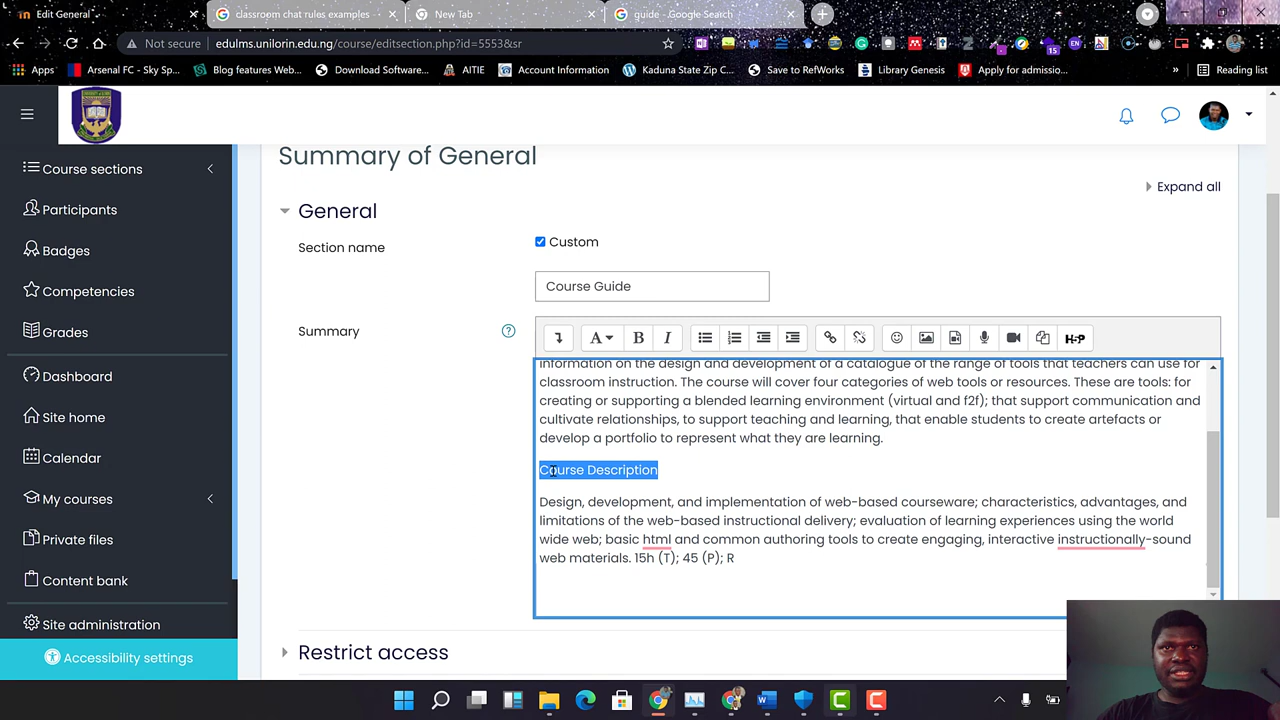 Edit General
classroom chat rules examples
New Tab
guide - Google Search
Not secure
edulms.unilorin.edu.ng/course/editsection.php?id=5553&sr
Apps
Arsenal FC - Sky Sp...
Blog features Web...
Download Software...
AITIE
Account Information
Kaduna State Zip C...
Save to RefWorks
Library Genesis
Apply for admissio...
»
Reading list
Course sections
Participants
Badges
Competencies
Grades
Dashboard
Site home
Calendar
My courses
Private files
Content bank
Site administration
Accessibility settings
Summary of General
Expand all
General
Section name
Custom
Course Guide
Summary
A
B
I
H-P
information on the design and development of a catalogue of the range of tools that teachers can use for
classroom instruction. The course will cover four categories of web tools or resources. These are tools: for
creating or supporting a blended learning environment (virtual and f2f); that support communication and
cultivate relationships, to support teaching and learning, that enable students to create artefacts or
develop a portfolio to represent what they are learning.
Course Description
Design, development, and implementation of web-based courseware; characteristics, advantages, and
limitations of the web-based instructional delivery; evaluation of learning experiences using the world
wide web; basic html and common authoring tools to create engaging, interactive instructionally-sound
web materials. 15h (T); 45 (P); R
Restrict access